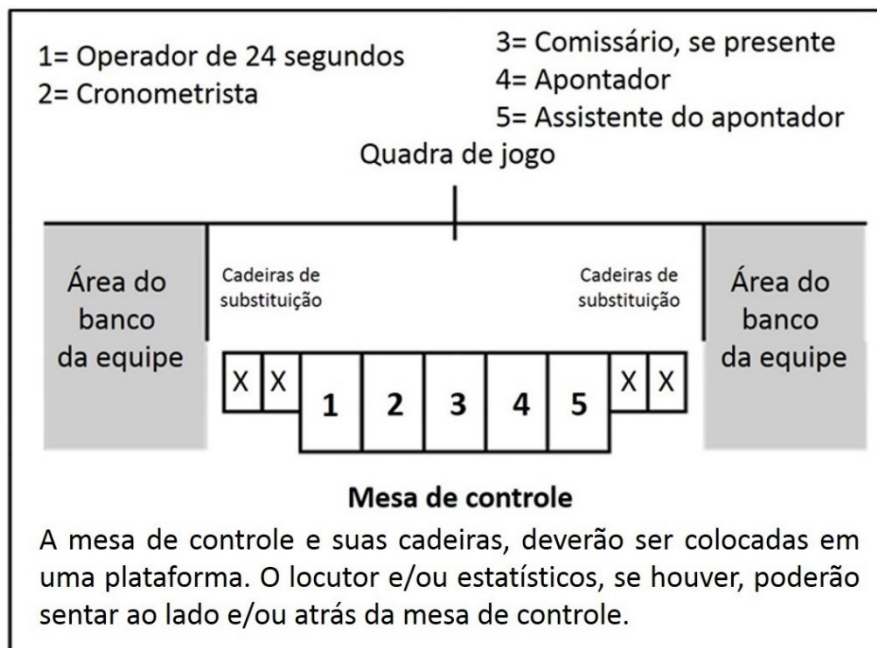 1= Operador de 24 segundos
2= Cronometrista
3= Comissário, se presente
4= Apontador
5= Assistente do apontador
Quadra de jogo
Área do
banco
da equipe
Cadeiras de
substituição
Cadeiras de
substituição
Área do
banco
da equipe
X X 1 2 3 4 5 X X
Mesa de controle
A mesa de controle e suas cadeiras, deverão ser colocadas em
uma plataforma. O locutor e/ou estatísticos, se houver, poderão
sentar ao lado e/ou atrás da mesa de controle.